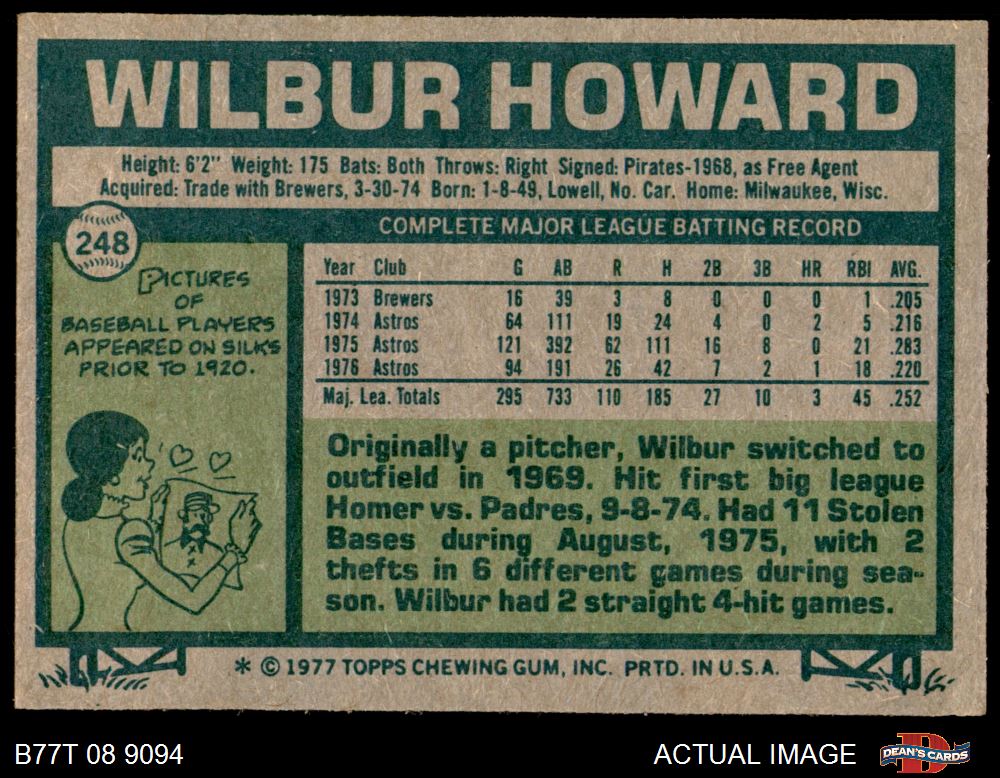 WILBUR HOWARD
Height: 6'2" Weight: 175 Bats: Both Throws: Right Signed: Pirates-1968, as Free Agent
Acquired: Trade with Brewers, 3-30-74 Born: 1-8-49, Lowell, No. Car. Home: Milwaukee, Wisc.
248
PICTURES
OF
BASEBALL PLAYERS
APPEARED ON SILKS
PRIOR TO 1920.
COMPLETE MAJOR LEAGUE BATTING RECORD
Year Club G AB R H 2B 3B HR RBI AVG.
1973 Brewers 16 39 3 8 0 0 0 1 .205
1974 Astros 64 111 19 24 4 0 2 5 .216
1975 Astros 121 392 62 111 16 8 0 21 .283
1976 Astros 94 191 26 42 7 2 1 18 .220
Maj. Lea. Totals 295 733 110 185 27 10 3 45 .252
Originally a pitcher, Wilbur switched to
outfield in 1969. Hit first big league
Homer vs. Padres, 9-8-74. Had 11 Stolen
Bases during August, 1975, with 2
thefts in 6 different games during sea-
son. Wilbur had 2 straight 4-hit games.
* © 1977 TOPPS CHEWING GUM, INC. PRTD. IN U.S.A.
B77T 08 9094
ACTUAL IMAGE
DEAN'S CARDS